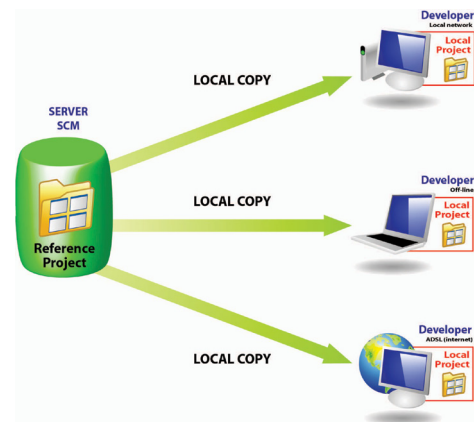 Developer
Local network
Local
Project
LOCAL COPY
SERVER
SCM
Developer
Off-line
LOCAL COPY
Local
Project
Reference
Project
Developer
ADSL (internet)
Local
Project
LOCAL COPY